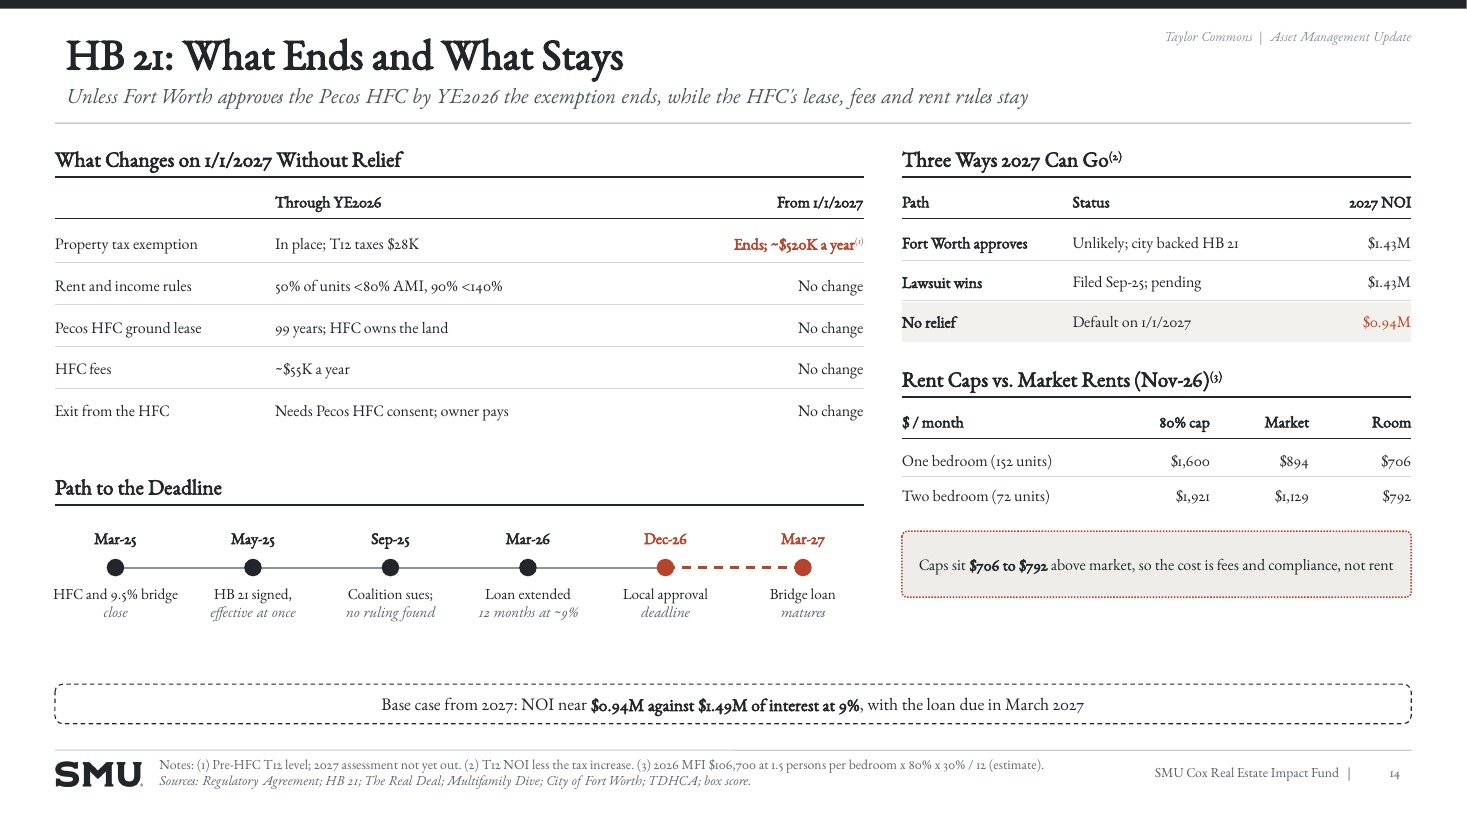 Taylor Commons | Asset Management Update
HB 21: What Ends and What Stays
Unless Fort Worth approves the Pecos HFC by YE2026 the exemption ends, while the HFC's lease, fees and rent rules stay
What Changes on 1/1/2027 Without Relief
Through YE2026 From 1/1/2027
Property tax exemption In place; T12 taxes $28K Ends; ~$520K a year(1)
Rent and income rules 50% of units <80% AMI, 90% <140% No change
Pecos HFC ground lease 99 years; HFC owns the land No change
HFC fees ~$55K a year No change
Exit from the HFC Needs Pecos HFC consent; owner pays No change
Path to the Deadline
Mar-25 May-25 Sep-25 Mar-26 Dec-26 Mar-27
HFC and 9.5% bridge HB 21 signed, Coalition sues; Loan extended Local approval Bridge loan
close effective at once no ruling found 12 months at ~9% deadline matures
Three Ways 2027 Can Go(2)
Path Status 2027 NOI
Fort Worth approves Unlikely; city backed HB 21 $1.43M
Lawsuit wins Filed Sep-25; pending $1.43M
No relief Default on 1/1/2027 $0.94M
Rent Caps vs. Market Rents (Nov-26)(3)
$ / month 80% cap Market Room
One bedroom (152 units) $1,600 $894 $706
Two bedroom (72 units) $1,921 $1,129 $792
Caps sit $706 to $792 above market, so the cost is fees and compliance, not rent
Base case from 2027: NOI near $0.94M against $1.49M of interest at 9%, with the loan due in March 2027
SMU
Notes: (1) Pre-HFC T12 level; 2027 assessment not yet out. (2) T12 NOI less the tax increase. (3) 2026 MFI $106,700 at 1.5 persons per bedroom x 80% x 30% / 12 (estimate).
Sources: Regulatory Agreement; HB 21; The Real Deal; Multifamily Dive; City of Fort Worth; TDHCA; box score.
SMU Cox Real Estate Impact Fund | 14